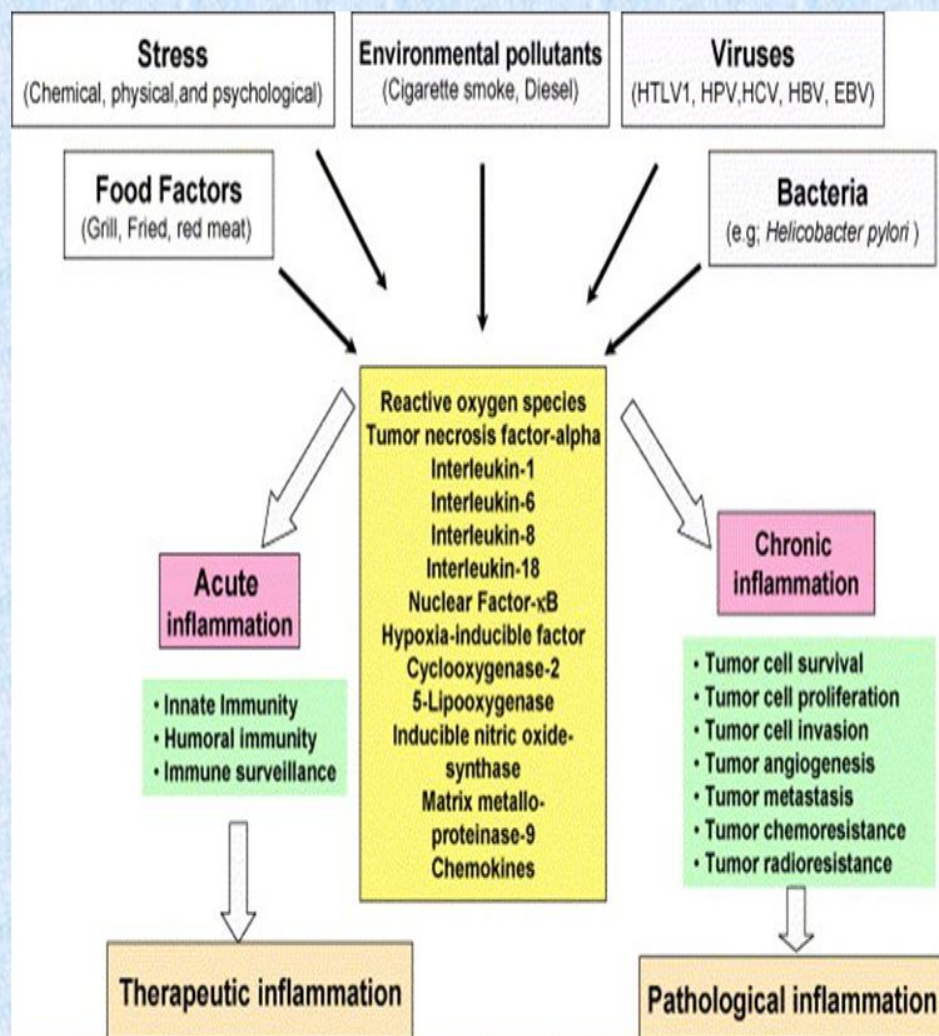 Stress
(Chemical, physical,and psychological)
Environmental pollutants
(Cigarette smoke, Diesel)
Viruses
(HTLV1, HPV,HCV, HBV, EBV)
Food Factors
(Grill, Fried, red meat)
Bacteria
(e.g; Helicobacter pylori )
Reactive oxygen species
Tumor necrosis factor-alpha
Interleukin-1
Interleukin-6
Interleukin-8
Interleukin-18
Nuclear Factor-κB
Hypoxia-inducible factor
Cyclooxygenase-2
5-Lipooxygenase
Inducible nitric oxide-
synthase
Matrix metallo-
proteinase-9
Chemokines
Acute
inflammation
• Innate Immunity
• Humoral immunity
• Immune surveillance
Therapeutic inflammation
Chronic
inflammation
• Tumor cell survival
• Tumor cell proliferation
• Tumor cell invasion
• Tumor angiogenesis
• Tumor metastasis
• Tumor chemoresistance
• Tumor radioresistance
Pathological inflammation